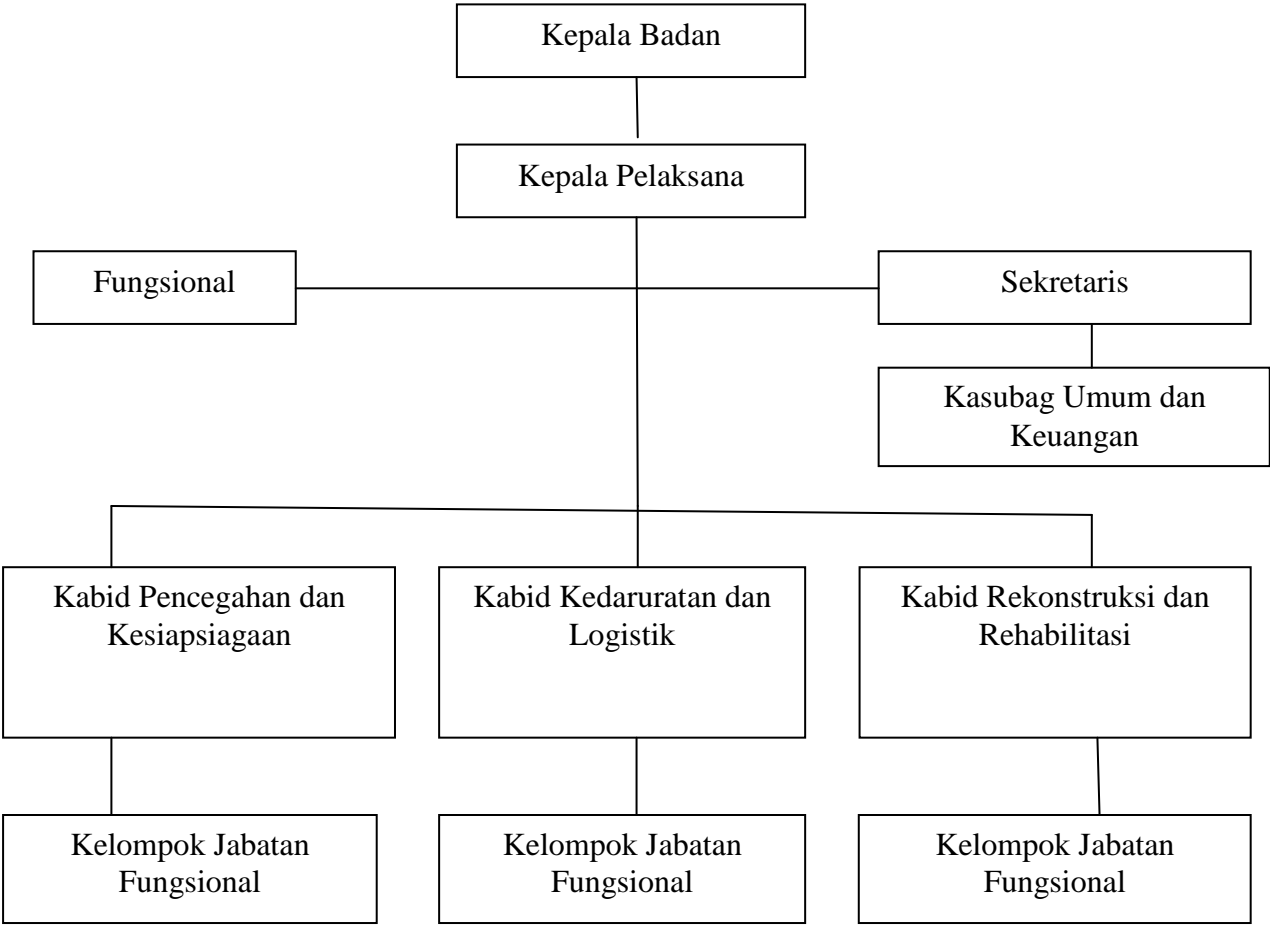 Kepala Badan
Kepala Pelaksana
Fungsional
Sekretaris
Kasubag Umum dan
Keuangan
Kabid Pencegahan dan
Kesiapsiagaan
Kabid Kedaruratan dan
Logistik
Kabid Rekonstruksi dan
Rehabilitasi
Kelompok Jabatan
Fungsional
Kelompok Jabatan
Fungsional
Kelompok Jabatan
Fungsional